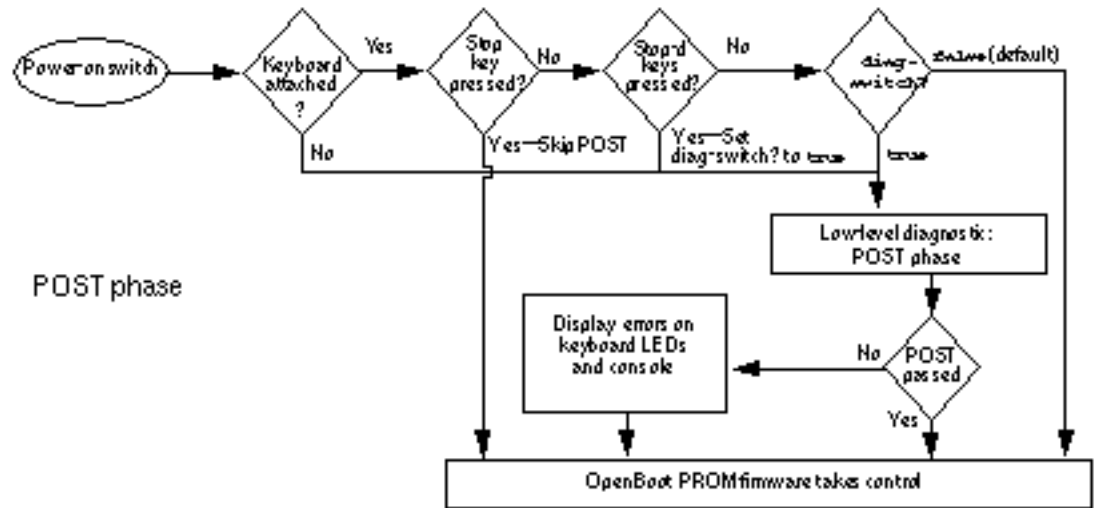 Power on switch
Keyboard
attached
?
Yes
No
Stop
key
pressed?
No
Yes—Skip POST
Stop-d
keys
pressed?
No
Yes—Set
diag-switch? to true
diag-
switch?
false (default)
true
Low-level diagnostic:
POST phase
POST phase
POST
passed
No
Yes
Display errors on
keyboard LEDs
and console
OpenBoot PROM firmware takes control